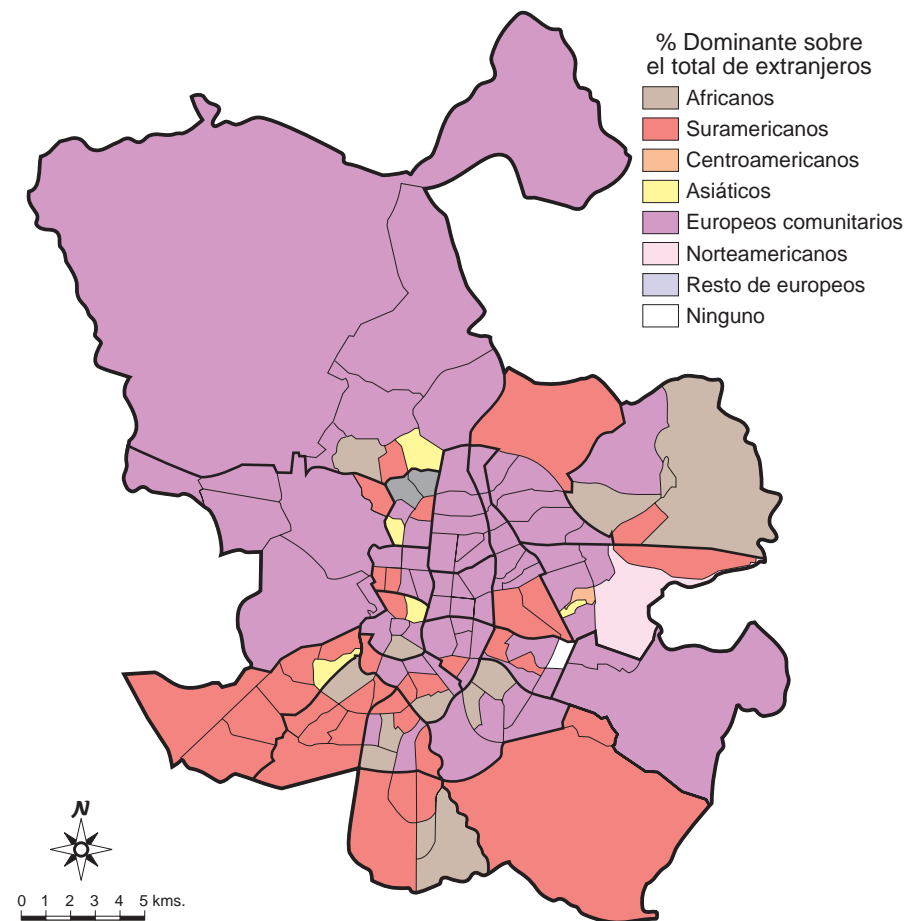 % Dominante sobre
el total de extranjeros
Africanos
Suramericanos
Centroamericanos
Asiáticos
Europeos comunitarios
Norteamericanos
Resto de europeos
Ninguno
N
0 1 2 3 4 5 kms.